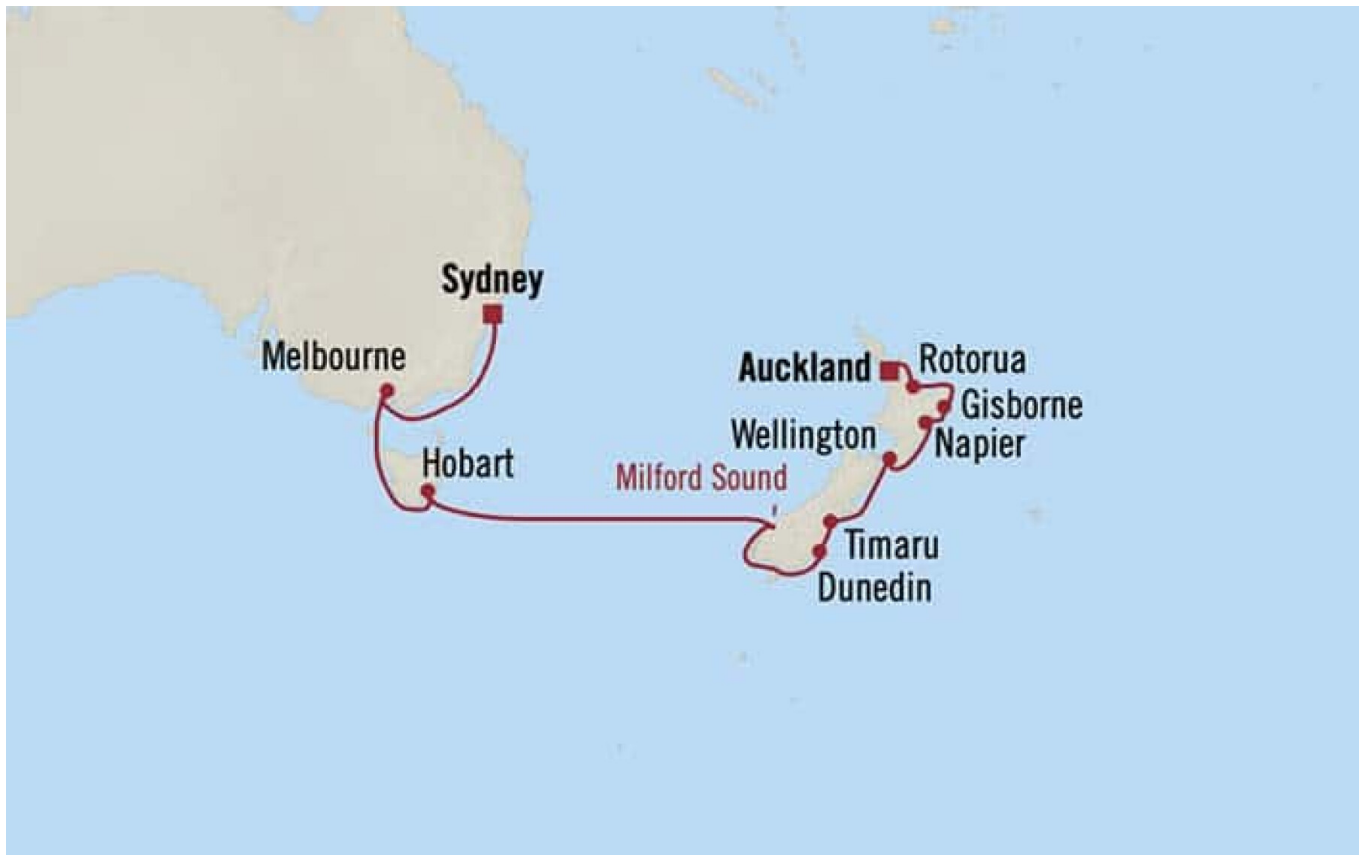 Sydney
Melbourne
Auckland
Rotorua
Gisborne
Wellington
Napier
Hobart
Milford Sound
Timaru
Dunedin